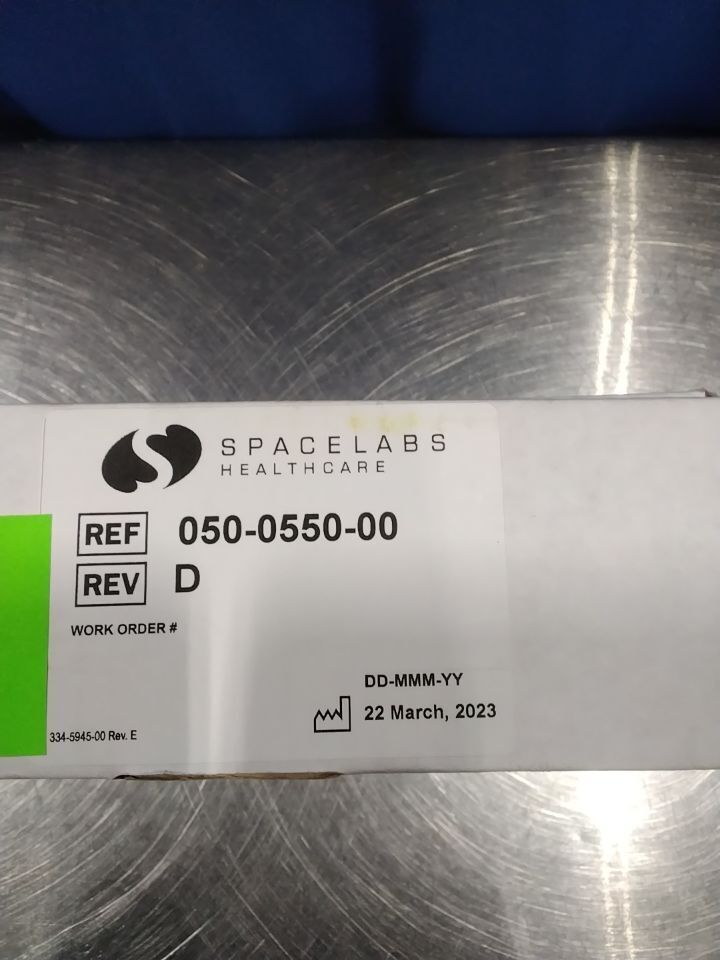 SPACELABS
HEALTHCARE
REF 050-0550-00
REV D
WORK ORDER #
DD-MMM-YY
22 March, 2023
334-5945-00 Rev. E